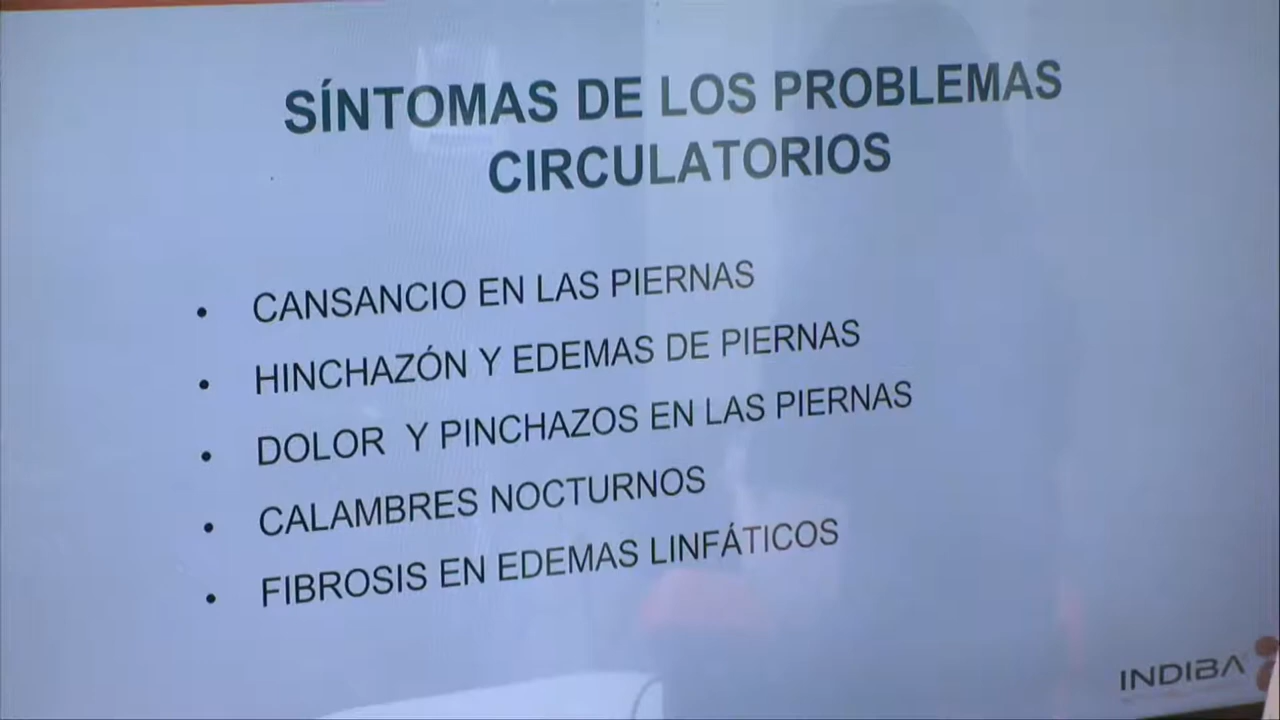 SÍNTOMAS DE LOS PROBLEMAS
CIRCULATORIOS
• CANSANCIO EN LAS PIERNAS
• HINCHAZÓN Y EDEMAS DE PIERNAS
• DOLOR Y PINCHAZOS EN LAS PIERNAS
• CALAMBRES NOCTURNOS
• FIBROSIS EN EDEMAS LINFÁTICOS
INDIBA